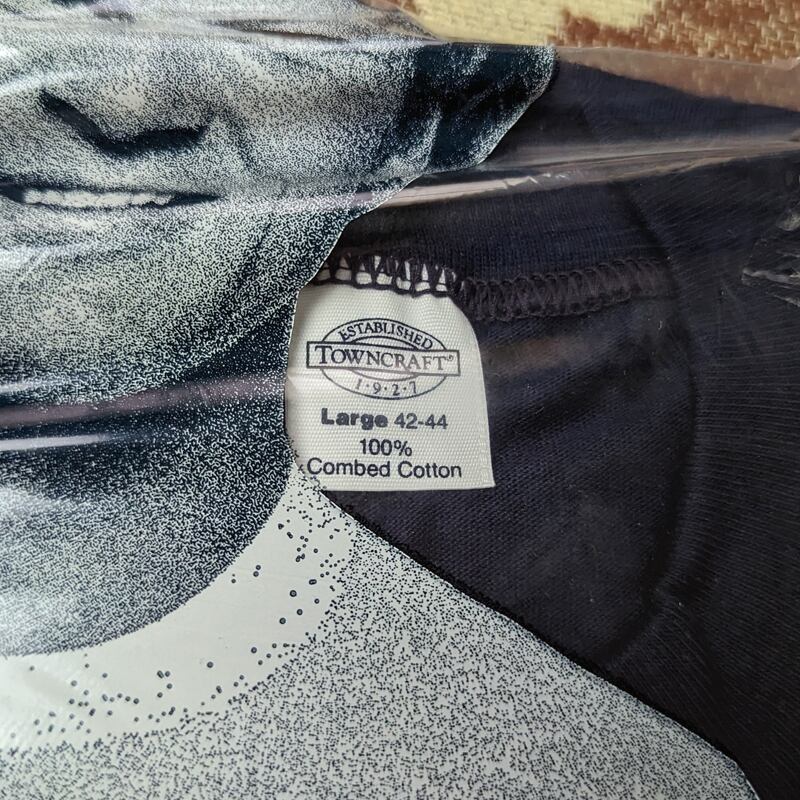 ESTABLISHED
TOWNCRAFT®
1·9·2·7
Large 42-44
100%
Combed Cotton